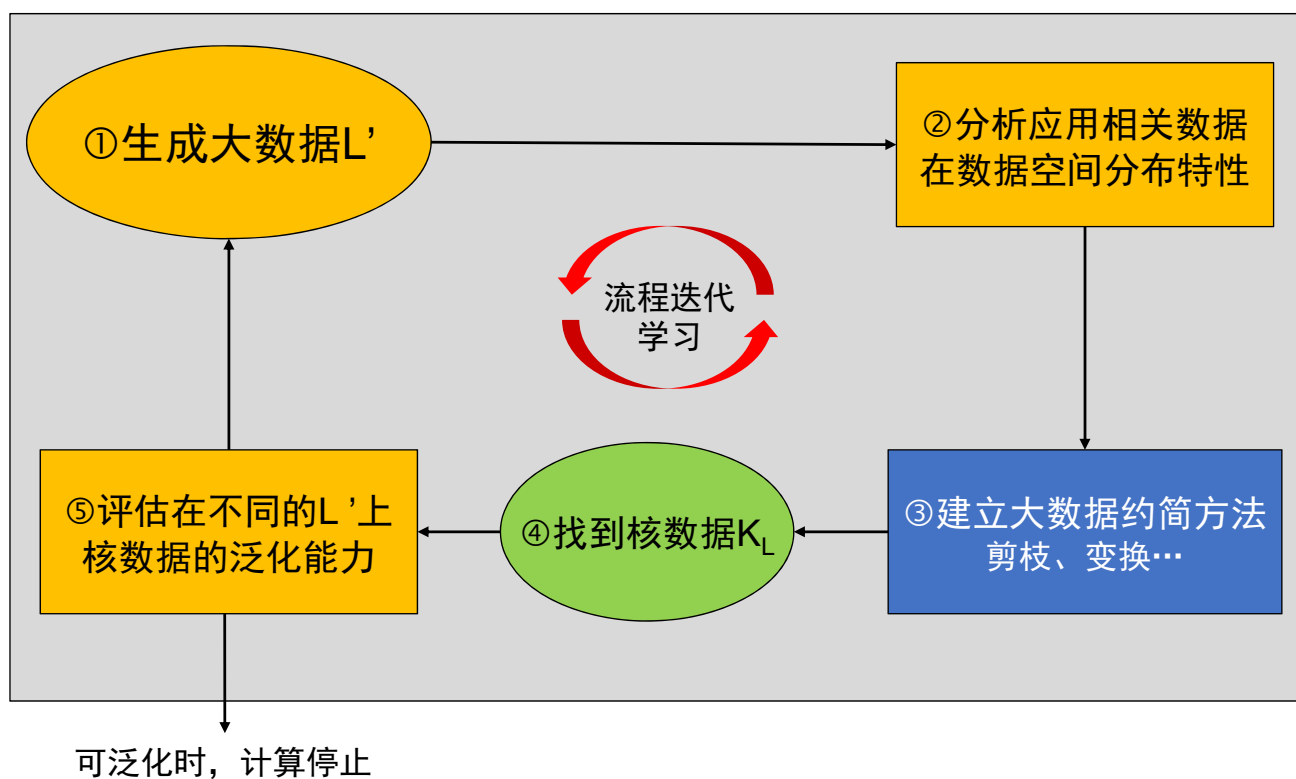 ①生成大数据L’
②分析应用相关数据
在数据空间分布特性
流程迭代
学习
③建立大数据约简方法
剪枝、变换…
④找到核数据K_L
⑤评估在不同的L ’上
核数据的泛化能力
可泛化时，计算停止